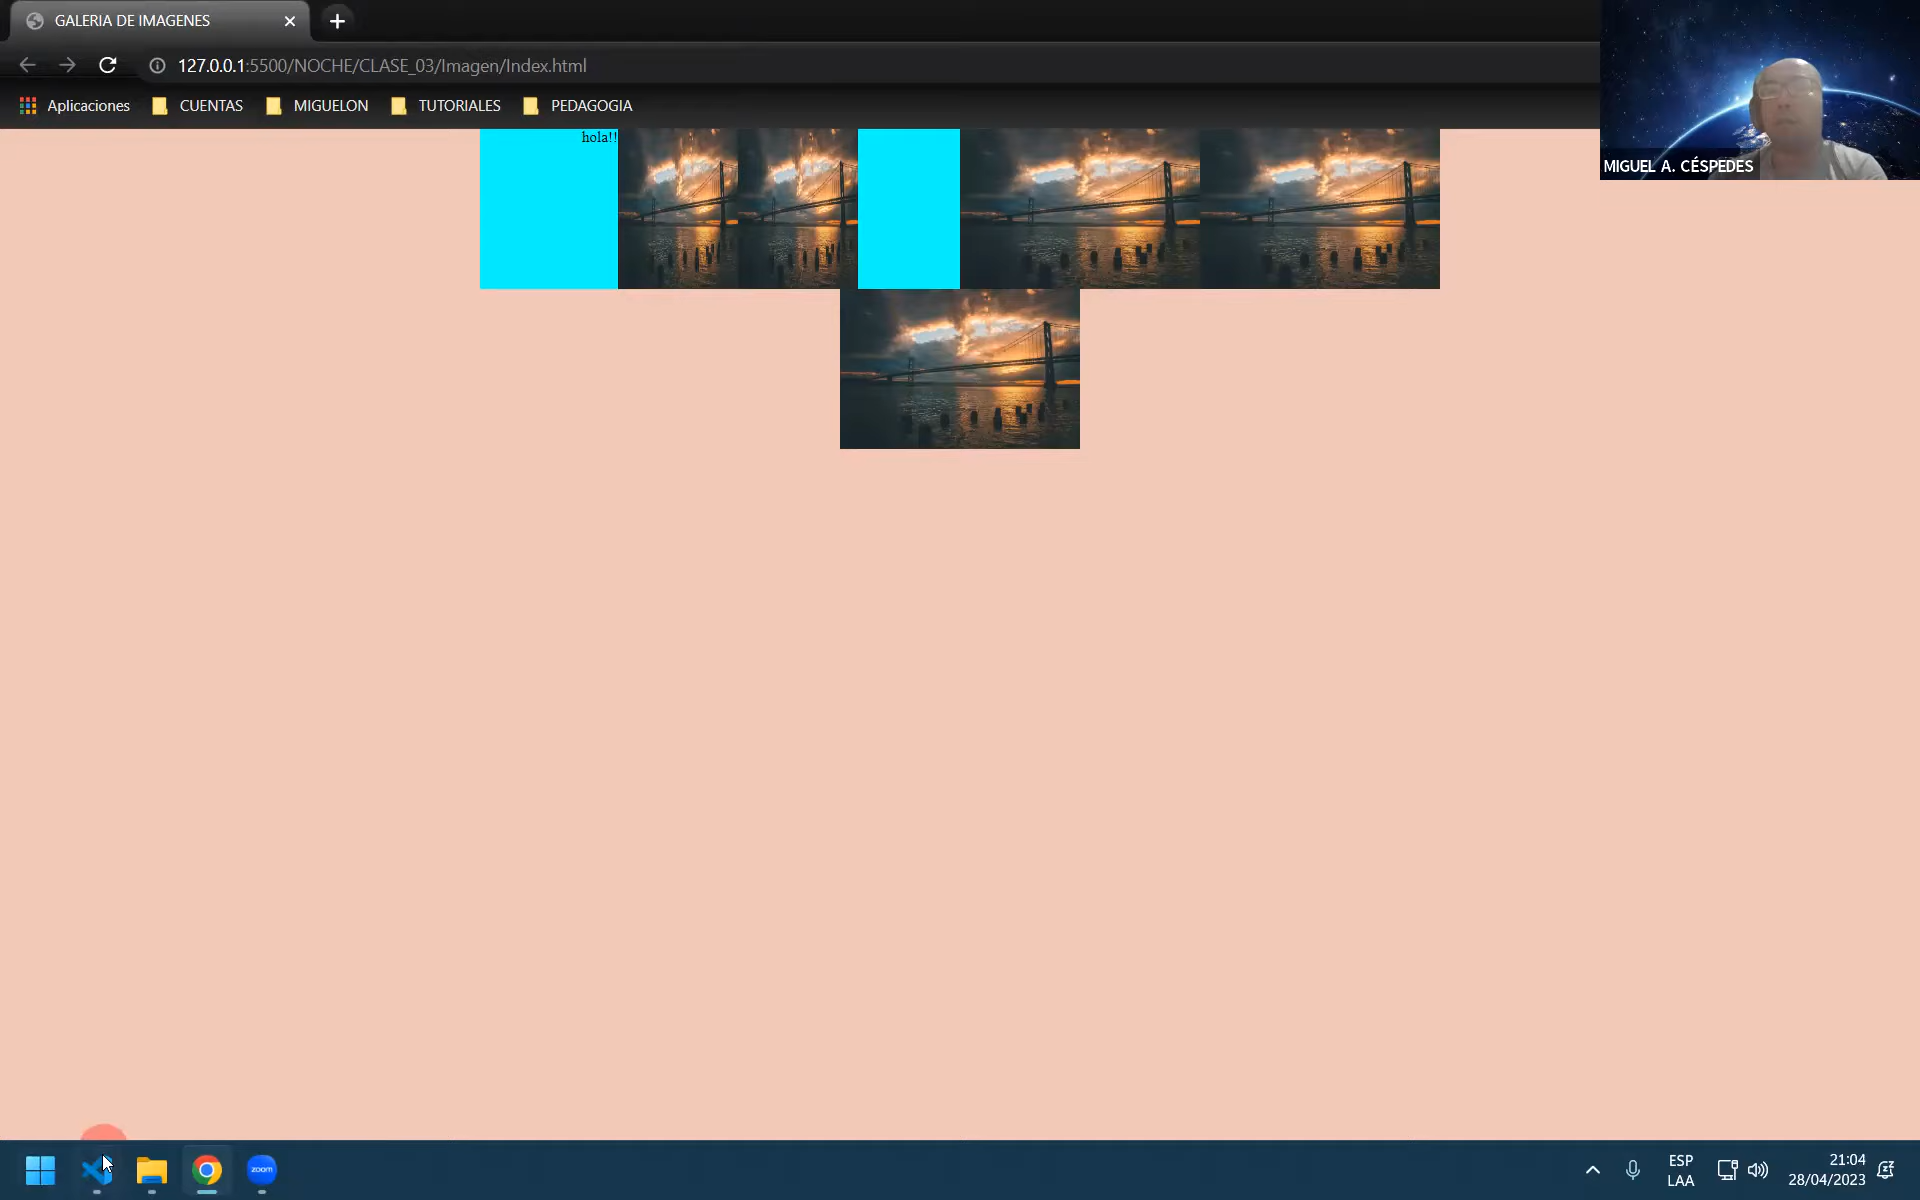 GALERIA DE IMAGENES
127.0.0.1:5500/NOCHE/CLASE_03/Imagen/Index.html
Aplicaciones CUENTAS MIGUELON TUTORIALES PEDAGOGIA
hola!!
MIGUEL A. CÉSPEDES
zoom
ESP
LAA
21:04
28/04/2023